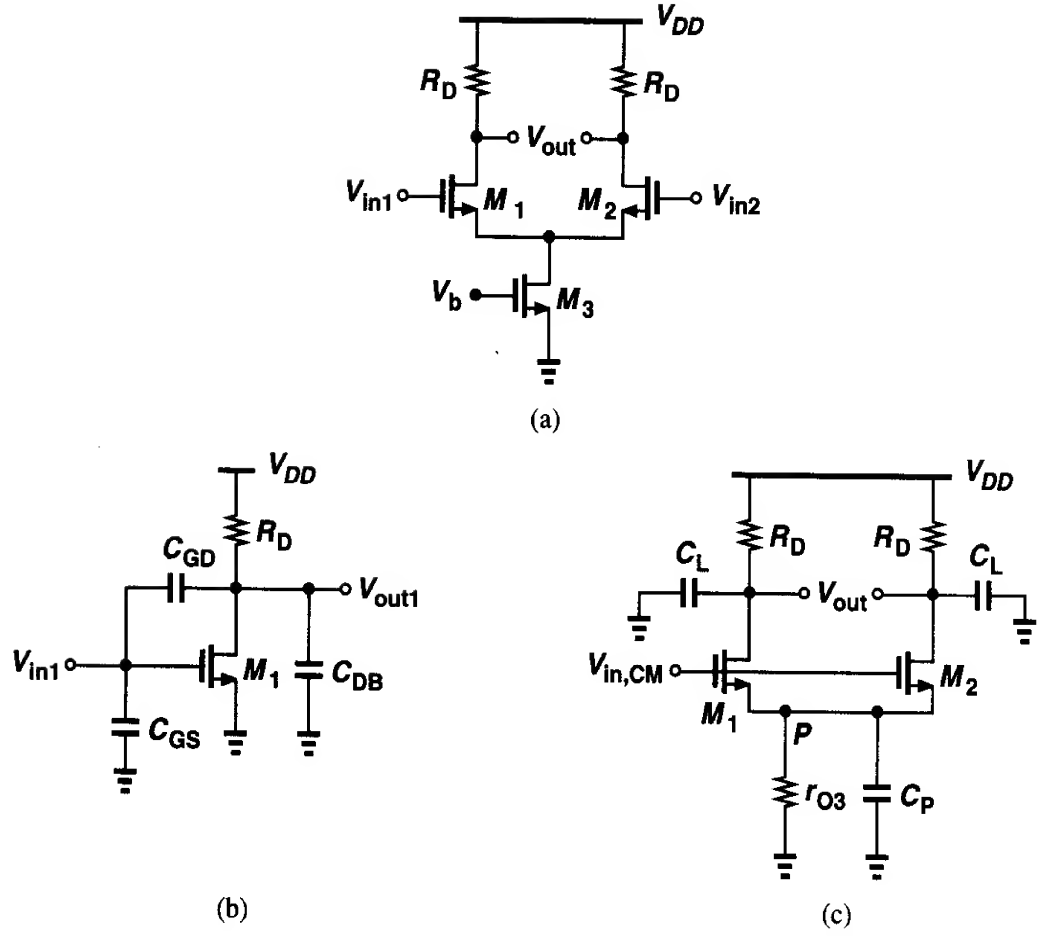 V_DD
R_D R_D
V_out
V_in1 M_1 M_2 V_in2
V_b M_3
(a)
V_DD
R_D
C_GD
V_out1
V_in1 M_1 C_DB
C_GS
(b)
V_DD
R_D R_D
C_L C_L
V_out
V_in,CM M_1 M_2
P
r_O3 C_P
(c)